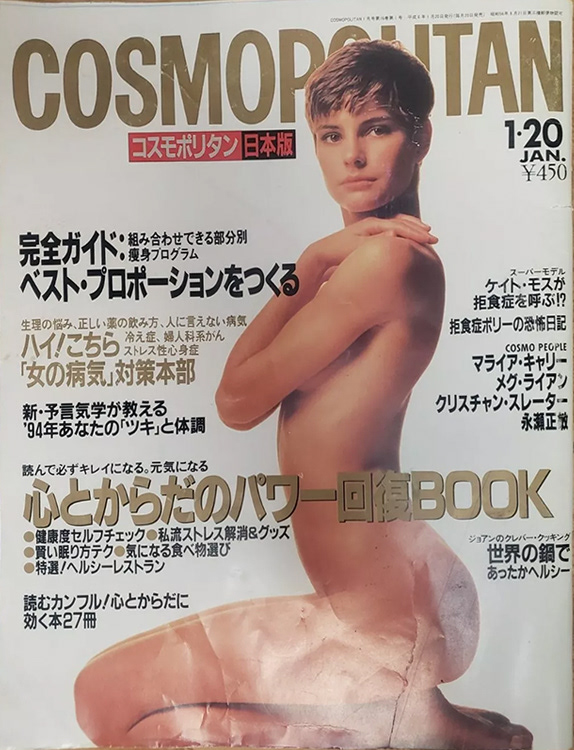 COSMOPOLITAN
コスモポリタン 日本版
1・20
JAN.
¥450
完全ガイド:組み合わせできる部分別
痩身プログラム
ベスト・プロポーションをつくる
生理の悩み、正しい薬の飲み方、人に言えない病気
ハイ!こちら 冷え症、婦人科系がん
ストレス性心身症
「女の病気」対策本部
新・予言気学が教える
'94年あなたの「ツキ」と体調
スーパーモデル
ケイト・モスが
拒食症を呼ぶ!?
拒食症ポリーの恐怖日記
COSMO PEOPLE
マライア・キャリー
メグ・ライアン
クリスチャン・スレーター
永瀬正敏
読んで必ずキレイになる。元気になる
心とからだのパワー回復BOOK
●健康度セルフチェック●私流ストレス解消&グッズ
●賢い眠り方テク●気になる食べ物選び
●特選!ヘルシーレストラン
読むカンフル!心とからだに
効く本27冊
ジョアンのクレバー・クッキング
世界の鍋で
あったかヘルシー